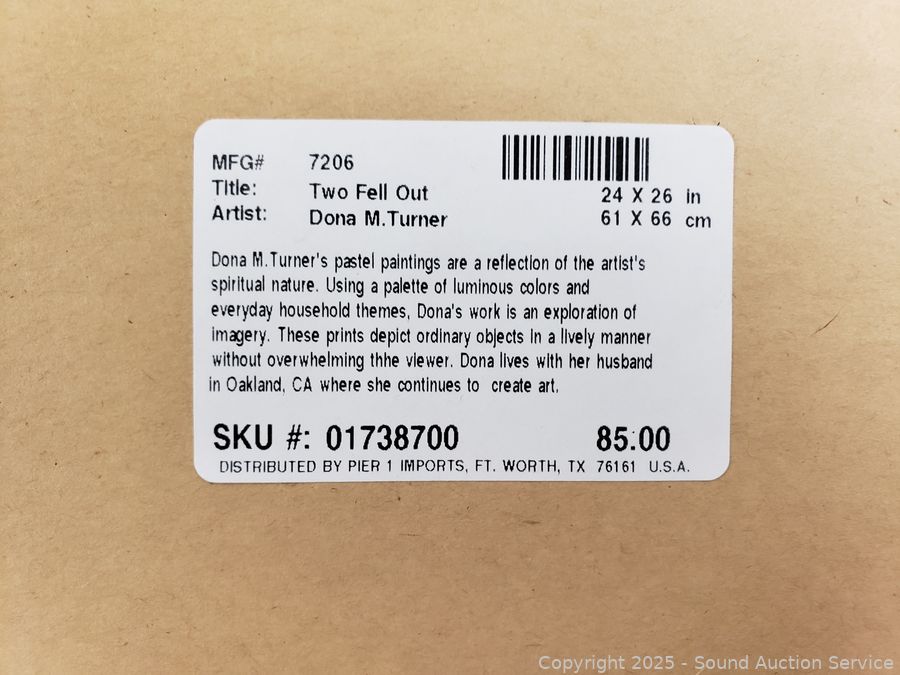 MFG# 7206
Title: Two Fell Out 24 X 26 in
Artist: Dona M.Turner 61 X 66 cm
Dona M.Turner's pastel paintings are a reflection of the artist's
spiritual nature. Using a palette of luminous colors and
everyday household themes, Dona's work is an exploration of
imagery. These prints depict ordinary objects in a lively manner
without overwhelming thhe viewer. Dona lives with her husband
in Oakland, CA where she continues to create art.
SKU #: 01738700 85.00
DISTRIBUTED BY PIER 1 IMPORTS, FT. WORTH, TX 76161 U.S.A.
Copyright 2025 - Sound Auction Service